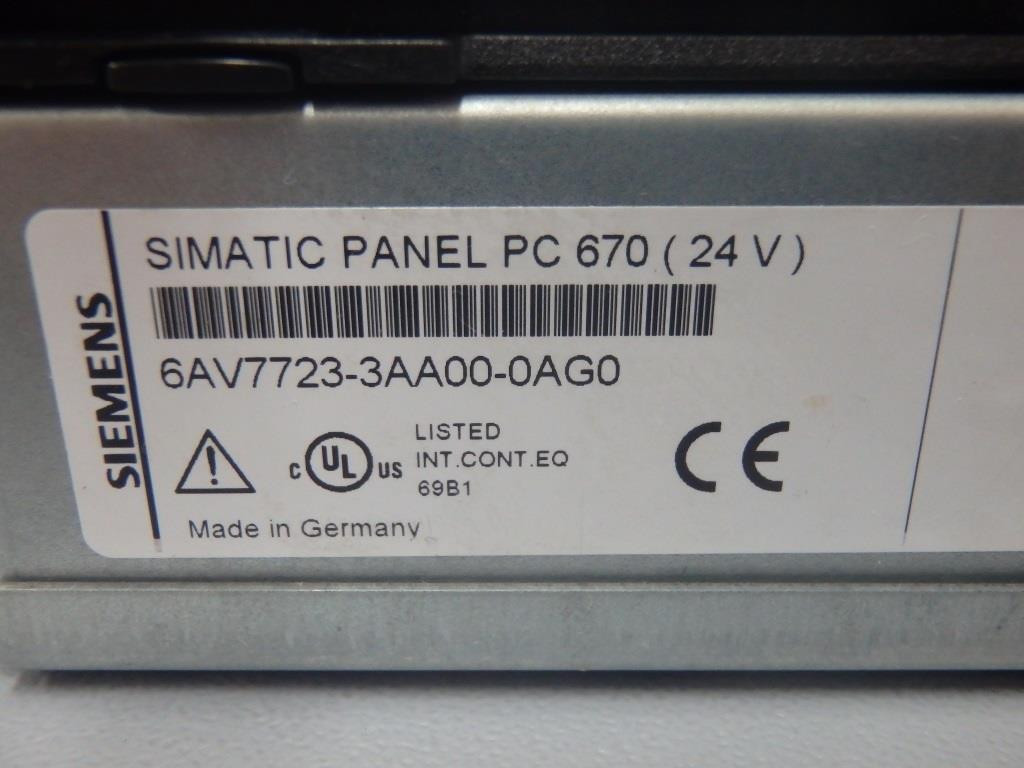 SIEMENS
SIMATIC PANEL PC 670 ( 24 V )
6AV7723-3AA00-0AG0
c UL us
LISTED
INT.CONT.EQ
69B1
CE
Made in Germany